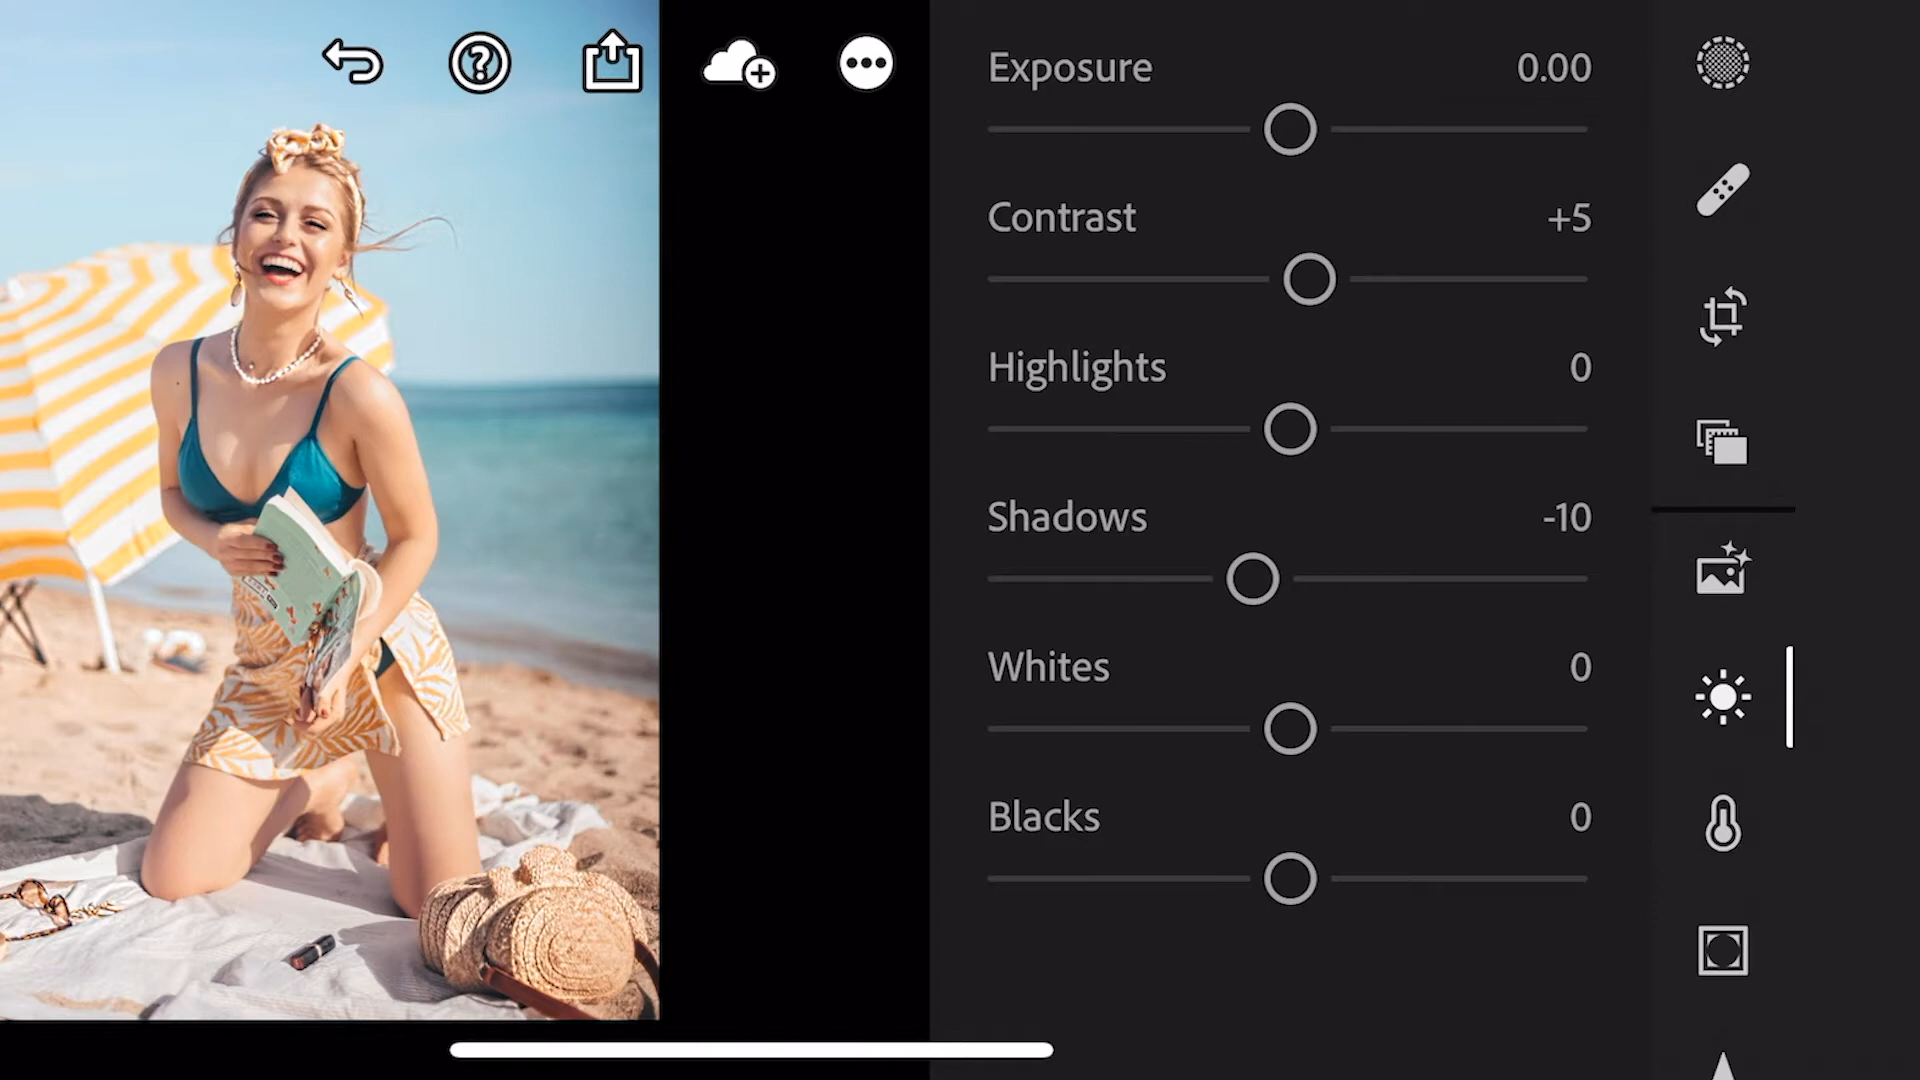 Exposure 0.00
Contrast +5
Highlights 0
Shadows -10
Whites 0
Blacks 0